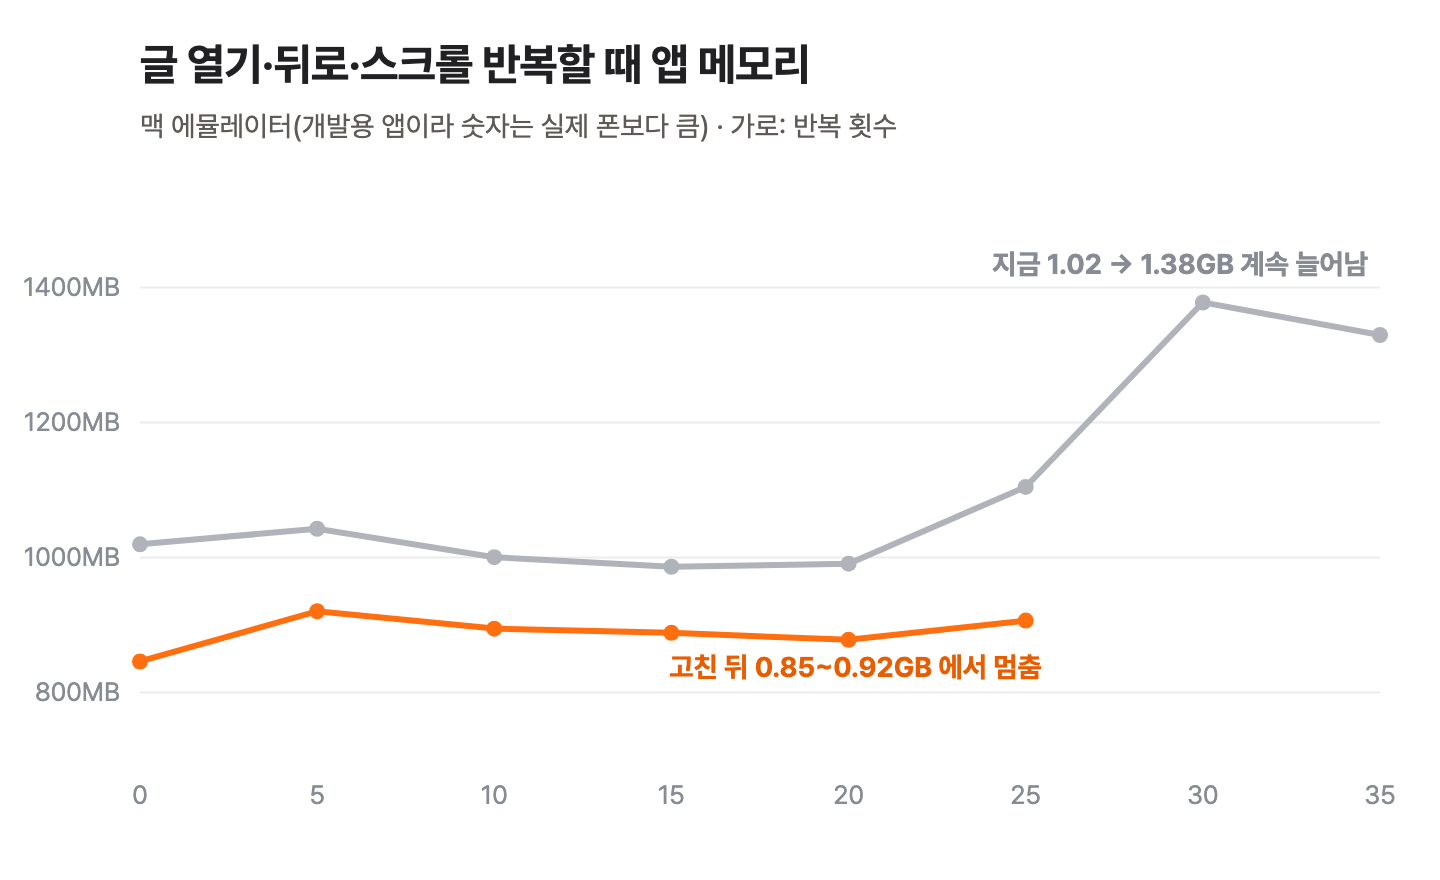 글 열기·뒤로·스크롤 반복할 때 앱 메모리
맥 에뮬레이터(개발용 앱이라 숫자는 실제 폰보다 큼) · 가로: 반복 횟수
지금 1.02 → 1.38GB 계속 늘어남
1400MB
1200MB
1000MB
고친 뒤 0.85~0.92GB 에서 멈춤
800MB
0 5 10 15 20 25 30 35